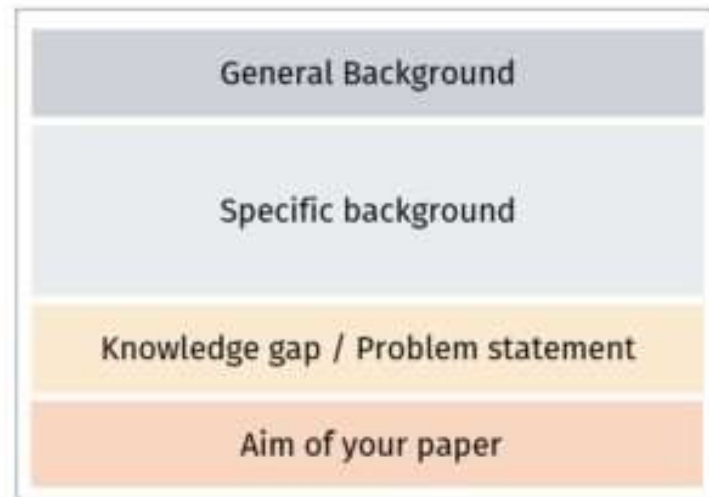 General Background
Specific background
Knowledge gap / Problem statement
Aim of your paper